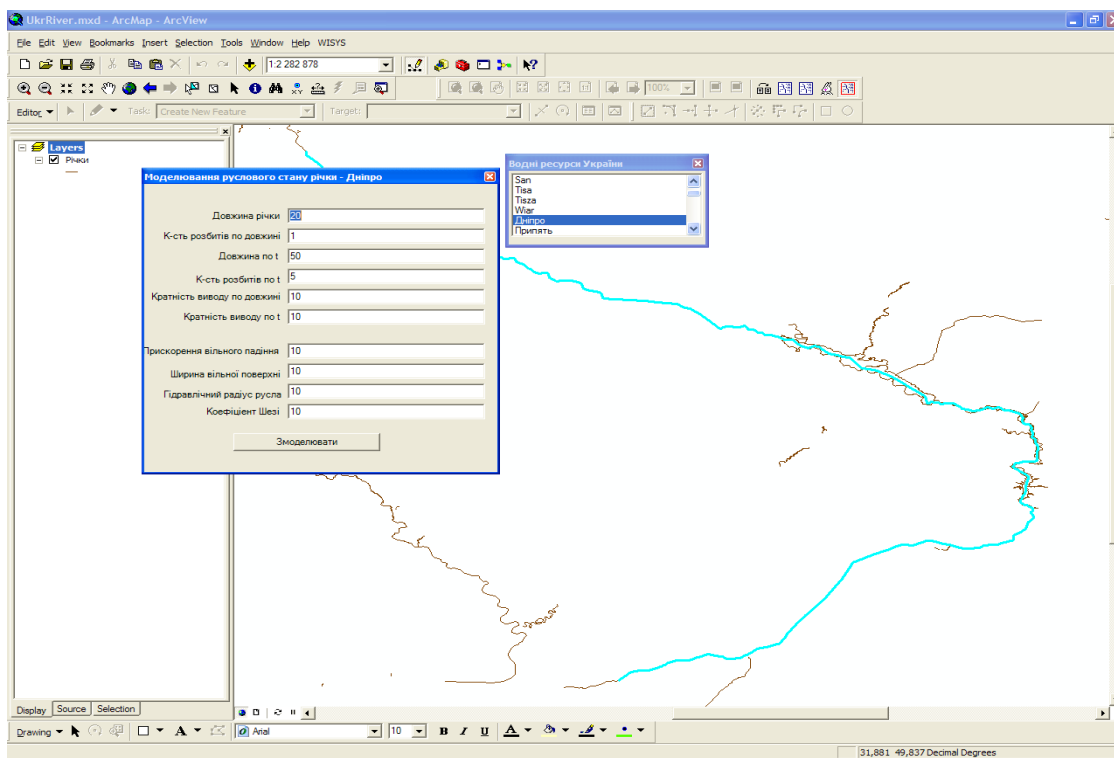 UkrRiver.mxd - ArcMap - ArcView
File Edit View Bookmarks Insert Selection Tools Window Help WISYS
1:2 282 878
100%
Editor Task: Create New Feature Target:
Layers
Річки
Водні ресурси України
San
Tisa
Tisza
Wiar
Дніпро
Припять
Моделювання руслового стану річки - Дніпро
Довжина річки 20
К-сть розбитів по довжині 1
Довжина по t 50
К-сть розбитів по t 5
Кратність виводу по довжині 10
Кратність виводу по t 10
Прискорення вільного падіння 10
Ширина вільної поверхні 10
Гідравлічний радіус русла 10
Коефіціент Шезі 10
Змоделювати
Display Source Selection
Drawing A Arial 10 B I U A
31,881 49,837 Decimal Degrees